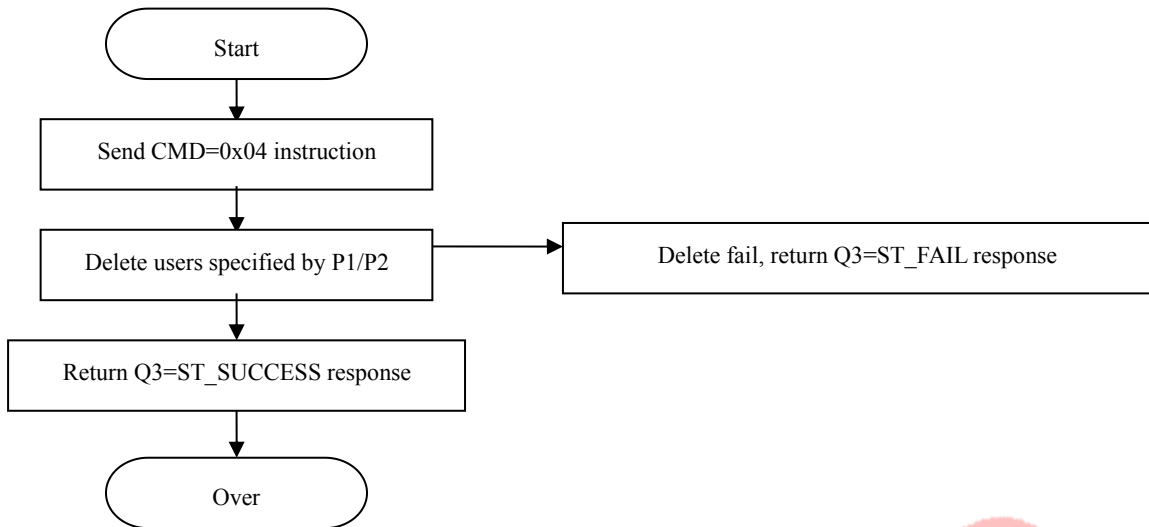 Start
Send CMD=0x04 instruction
Delete users specified by P1/P2
Delete fail, return Q3=ST_FAIL response
Return Q3=ST_SUCCESS response
Over